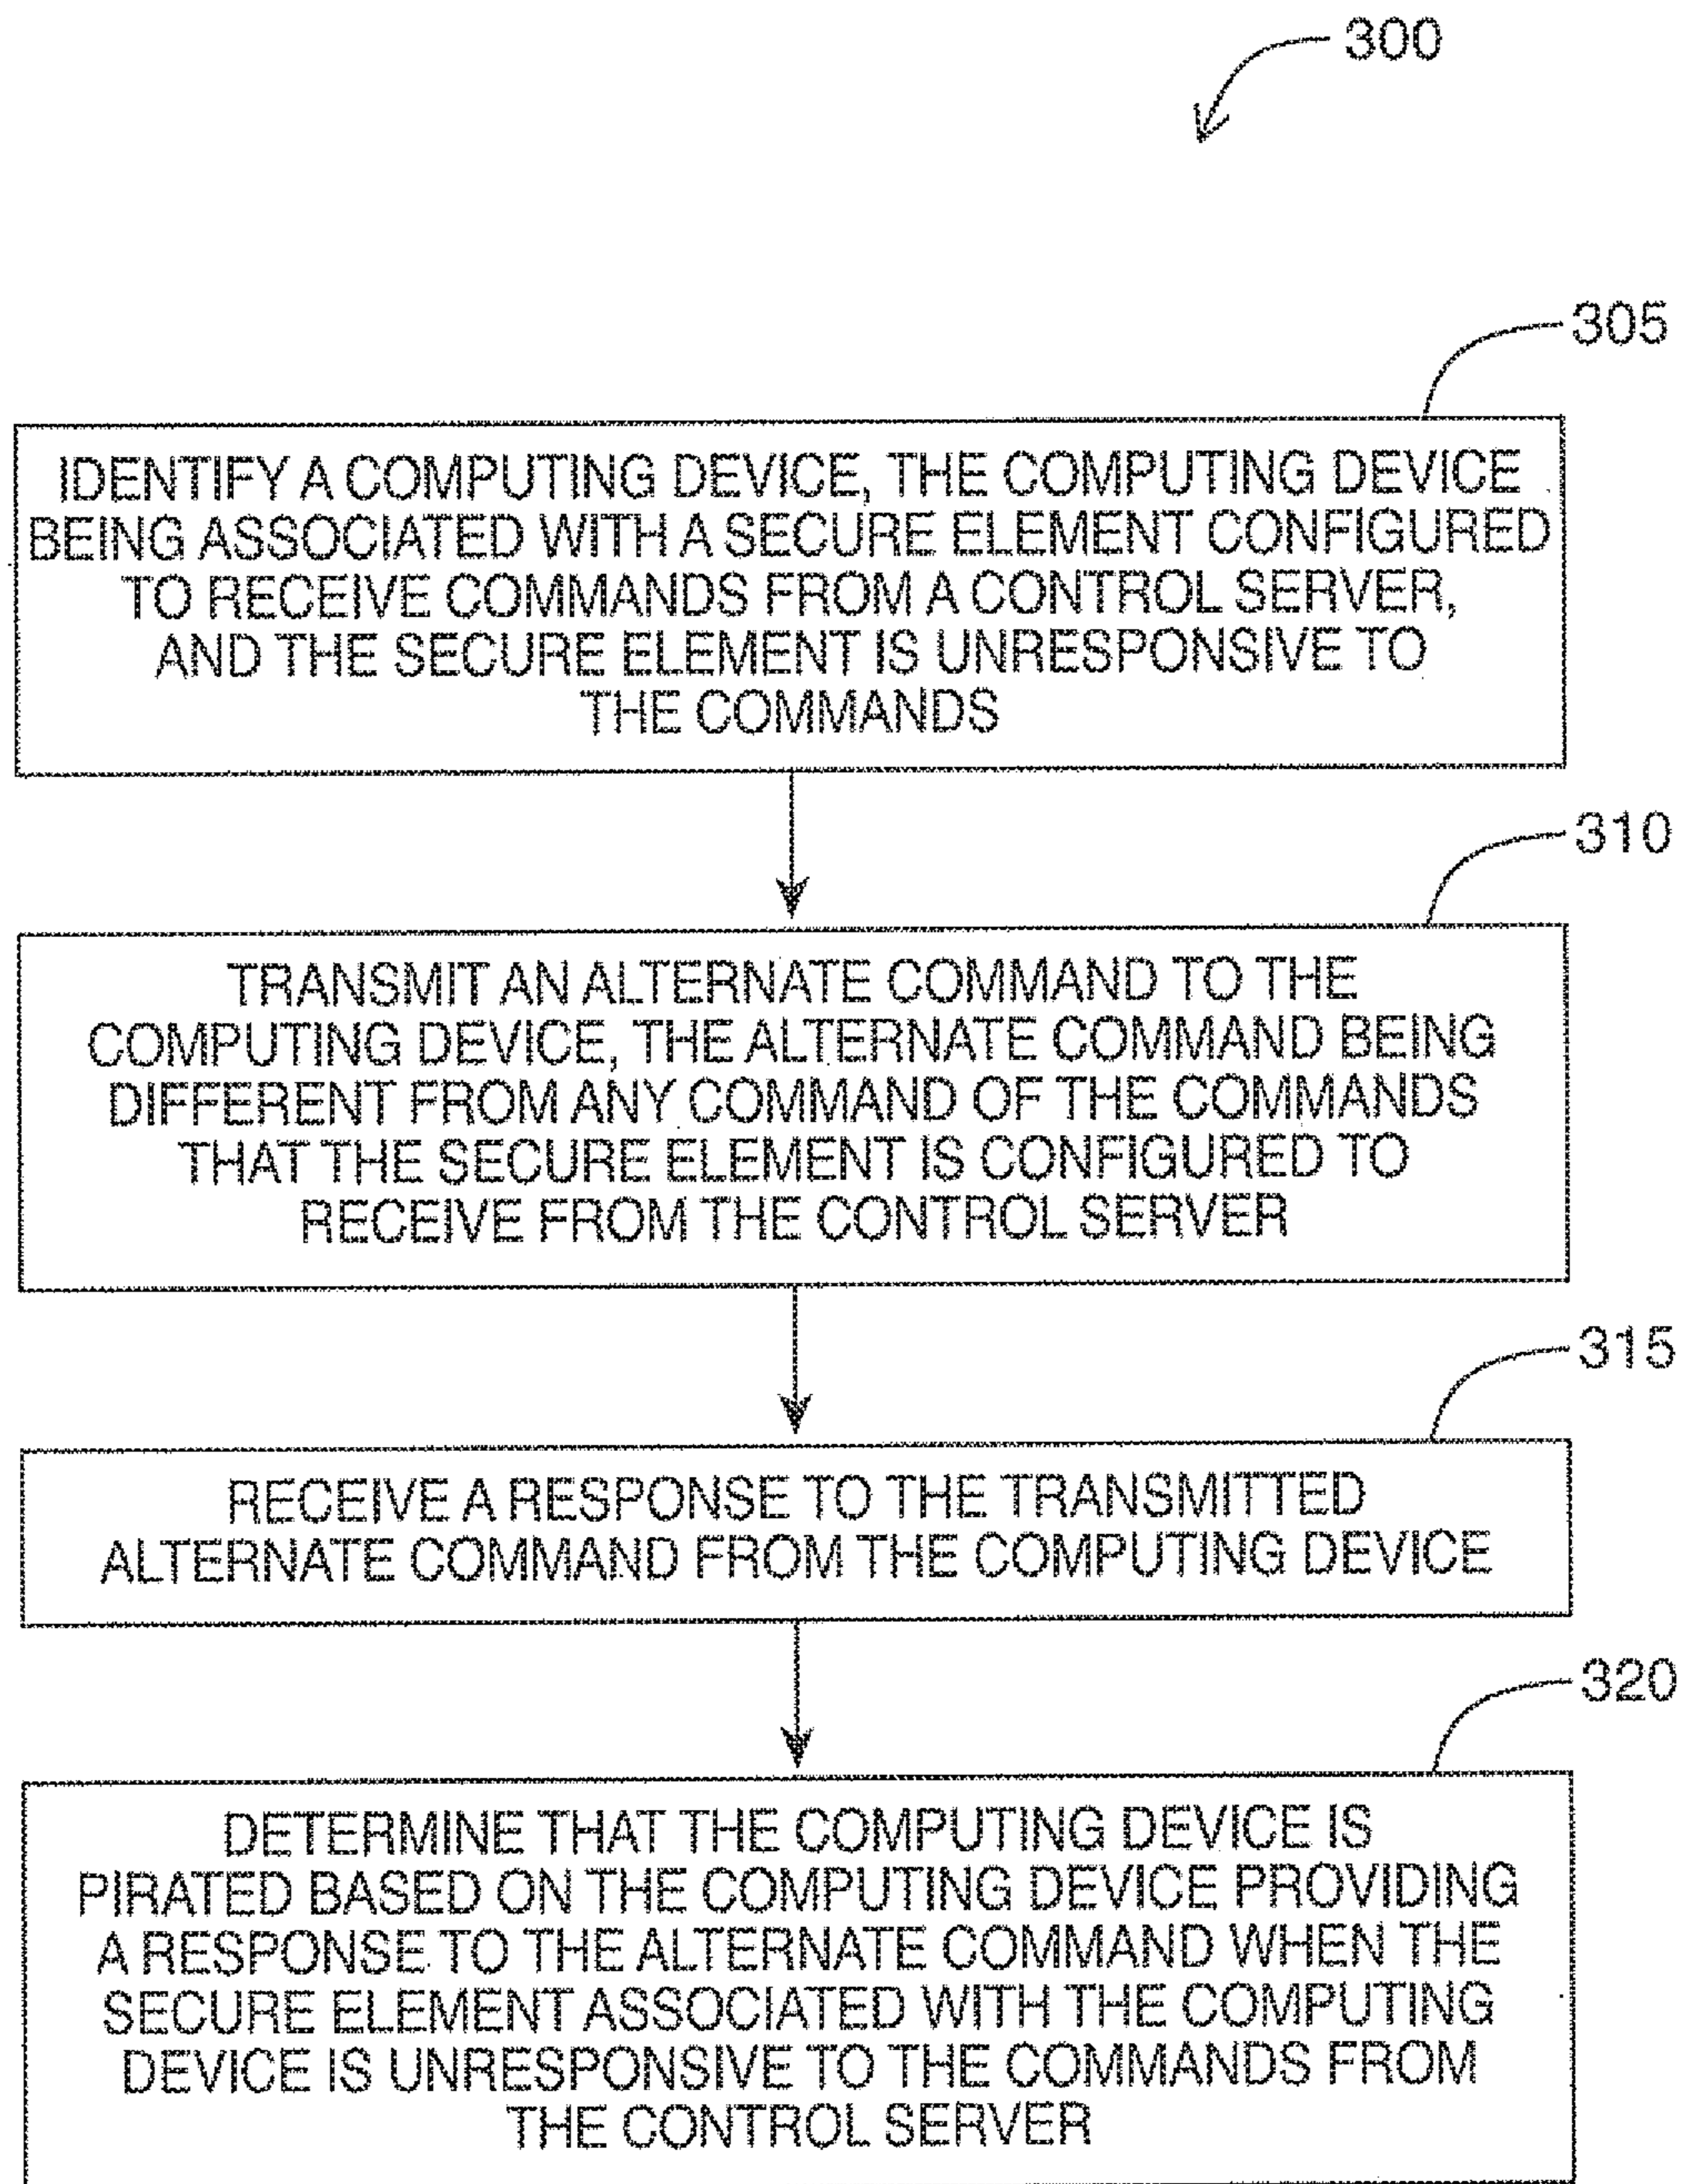 300
305
IDENTIFY A COMPUTING DEVICE, THE COMPUTING DEVICE
BEING ASSOCIATED WITH A SECURE ELEMENT CONFIGURED
TO RECEIVE COMMANDS FROM A CONTROL SERVER,
AND THE SECURE ELEMENT IS UNRESPONSIVE TO
THE COMMANDS
310
TRANSMIT AN ALTERNATE COMMAND TO THE
COMPUTING DEVICE, THE ALTERNATE COMMAND BEING
DIFFERENT FROM ANY COMMAND OF THE COMMANDS
THAT THE SECURE ELEMENT IS CONFIGURED TO
RECEIVE FROM THE CONTROL SERVER
315
RECEIVE A RESPONSE TO THE TRANSMITTED
ALTERNATE COMMAND FROM THE COMPUTING DEVICE
320
DETERMINE THAT THE COMPUTING DEVICE IS
PIRATED BASED ON THE COMPUTING DEVICE PROVIDING
A RESPONSE TO THE ALTERNATE COMMAND WHEN THE
SECURE ELEMENT ASSOCIATED WITH THE COMPUTING
DEVICE IS UNRESPONSIVE TO THE COMMANDS FROM
THE CONTROL SERVER